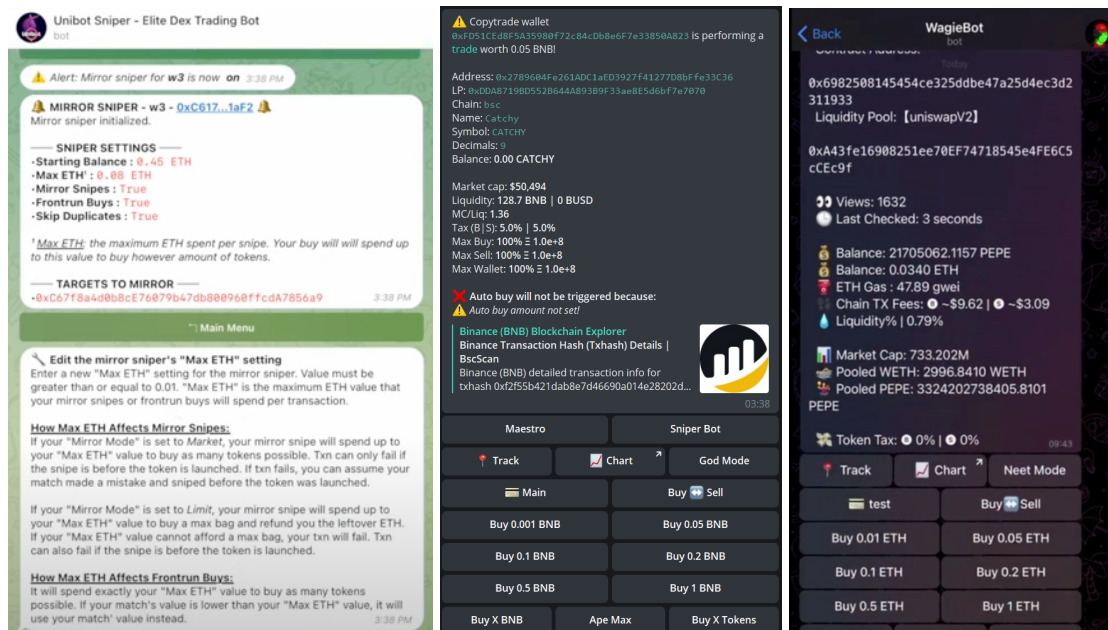 Unibot Sniper - Elite Dex Trading Bot
bot
⚠️ Alert: Mirror sniper for w3 is now on 3:38 PM
🔔 MIRROR SNIPER - w3 - 0xC617...1aF2 🔔
Mirror sniper initialized.
—— SNIPER SETTINGS ——
•Starting Balance : 0.45 ETH
•Max ETH¹ : 0.08 ETH
•Mirror Snipes : True
•Frontrun Buys : True
•Skip Duplicates : True
¹ Max ETH: the maximum ETH spent per snipe. Your buy will will spend up
to this value to buy however amount of tokens.
—— TARGETS TO MIRROR ——
•0xC67f8a4d0b8cE76079b47db800960ffcdA7856a9
3:38 PM
Main Menu
🔧 Edit the mirror sniper's "Max ETH" setting
Enter a new "Max ETH" setting for the mirror sniper. Value must be
greater than or equal to 0.01. "Max ETH" is the maximum ETH value that
your mirror snipes or frontrun buys will spend per transaction.
How Max ETH Affects Mirror Snipes:
If your "Mirror Mode" is set to Market, your mirror snipe will spend up to
your "Max ETH" value to buy as many tokens possible. Txn can only fail if
the snipe is before the token is launched. If txn fails, you can assume your
match made a mistake and sniped before the token was launched.
If your "Mirror Mode" is set to Limit, your mirror snipe will spend up to
your "Max ETH" value to buy a max bag and refund you the leftover ETH.
If your "Max ETH" value cannot afford a max bag, your txn will fail. Txn
can also fail if the snipe is before the token is launched.
How Max ETH Affects Frontrun Buys:
It will spend exactly your "Max ETH" value to buy as many tokens
possible. If your match's value is lower than your "Max ETH" value, it will
use your match' value instead.
3:38 PM
⚠️ Copytrade wallet
0xFD51CEd8F5A35980f72c84cDb8e6F7e33850A823 is performing a
trade worth 0.05 BNB!
Address: 0x2789604Fe261ADC1aED3927f41277D8bFfe33C36
LP: 0xDDA8719BD552B644A893B9F33ae8E5d6bf7e7070
Chain: bsc
Name: Catchy
Symbol: CATCHY
Decimals: 9
Balance: 0.00 CATCHY
Market cap: $50,494
Liquidity: 128.7 BNB | 0 BUSD
MC/Liq: 1.36
Tax (B|S): 5.0% | 5.0%
Max Buy: 100% Ξ 1.0e+8
Max Sell: 100% Ξ 1.0e+8
Max Wallet: 100% Ξ 1.0e+8
❌ Auto buy will not be triggered because:
⚠️ Auto buy amount not set!
Binance (BNB) Blockchain Explorer
Binance Transaction Hash (Txhash) Details |
BscScan
Binance (BNB) detailed transaction info for
txhash 0xf2f55b421dab8e7d46690a014e28202d...
03:38
Maestro
Sniper Bot
📍 Track
📈 Chart
God Mode
💳 Main
Buy ↔️ Sell
Buy 0.001 BNB
Buy 0.05 BNB
Buy 0.1 BNB
Buy 0.2 BNB
Buy 0.5 BNB
Buy 1 BNB
Buy X BNB
Ape Max
Buy X Tokens
Back
WagieBot
bot
Contract Address:
Today
0x6982508145454ce325ddbe47a25d4ec3d2
311933
Liquidity Pool:【uniswapV2】
0xA43fe16908251ee70EF74718545e4FE6C5
cCEc9f
👀 Views: 1632
🕒 Last Checked: 3 seconds
💰 Balance: 21705062.1157 PEPE
💰 Balance: 0.0340 ETH
ETH Gas : 47.89 gwei
Chain TX Fees: ~$9.62 | ~$3.09
💧 Liquidity% | 0.79%
📊 Market Cap: 733.202M
Pooled WETH: 2996.8410 WETH
Pooled PEPE: 3324202738405.8101
PEPE
💸 Token Tax: 0% | 0%
09:43
📍 Track
📈 Chart
Neet Mode
💳 test
Buy ↔️ Sell
Buy 0.01 ETH
Buy 0.05 ETH
Buy 0.1 ETH
Buy 0.2 ETH
Buy 0.5 ETH
Buy 1 ETH